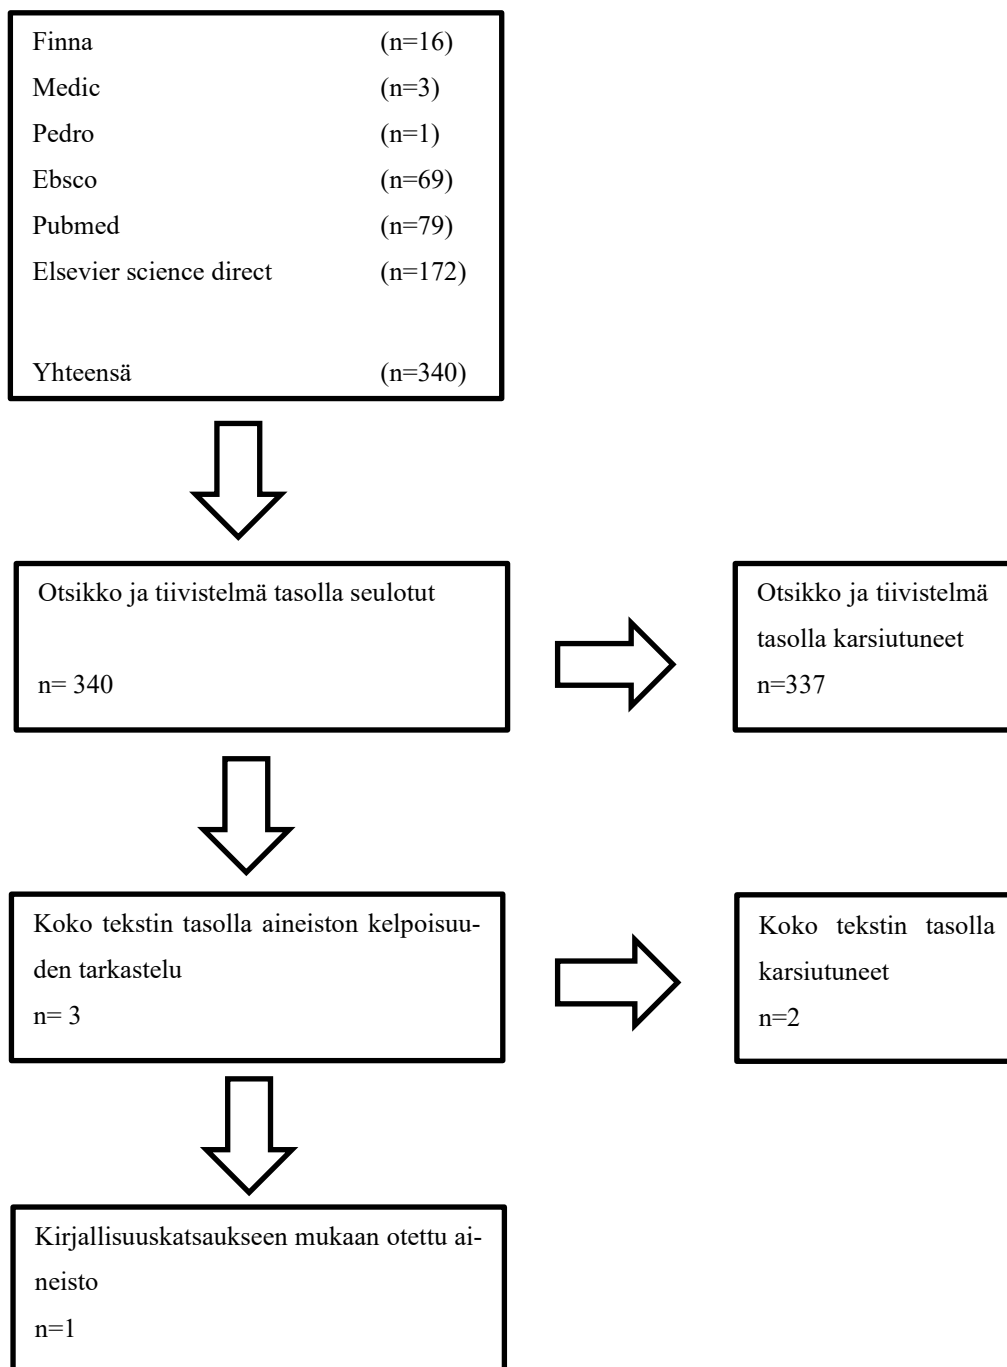 Finna (n=16)
Medic (n=3)
Pedro (n=1)
Ebsco (n=69)
Pubmed (n=79)
Elsevier science direct (n=172)
Yhteensä (n=340)
Otsikko ja tiivistelmä tasolla seulotut
n= 340
Otsikko ja tiivistelmä
tasolla karsiutuneet
n=337
Koko tekstin tasolla aineiston kelpoisuu-
den tarkastelu
n= 3
Koko tekstin tasolla
karsiutuneet
n=2
Kirjallisuuskatsaukseen mukaan otettu ai-
neisto
n=1